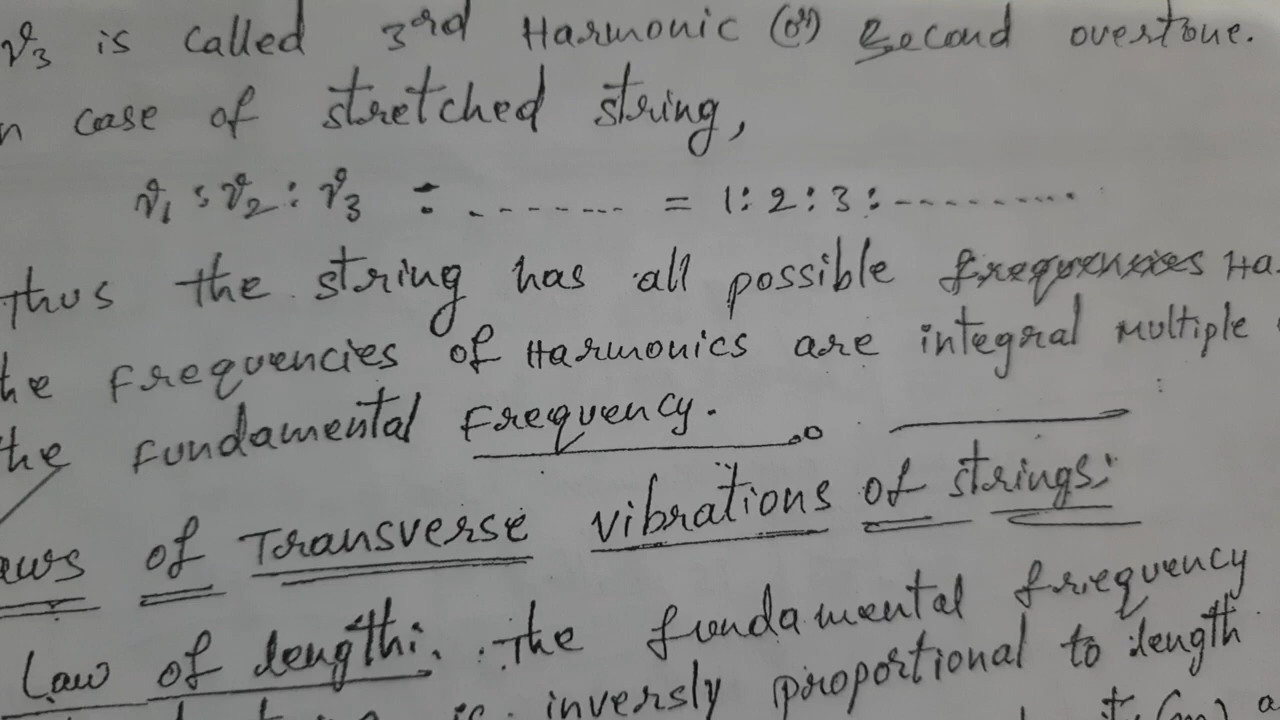 ν3 is called 3rd Harmonic (or) Second overtone.
n case of stretched string,
ν1 : ν2 : ν3 : ------- = 1:2:3:---------
thus the string has all possible frequencies Ha
he frequencies of Harmonics are integral multiple
the fundamental frequency.
aws of Transverse vibrations of strings:
Law of length: The fundamental frequency
is inversly proportional to length
(m) a